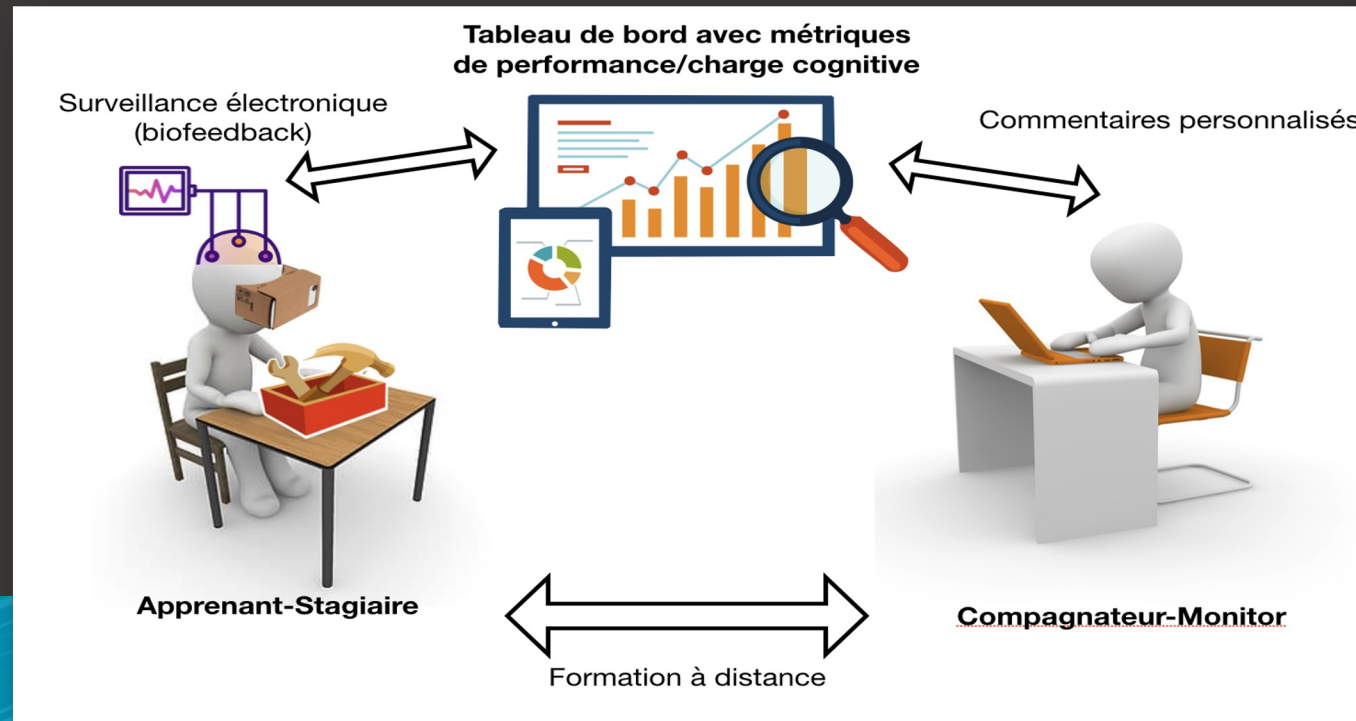 Tableau de bord avec métriques
de performance/charge cognitive
Surveillance électronique
(biofeedback)
Commentaires personnalisés
Apprenant-Stagiaire
Compagnateur-Monitor
Formation à distance